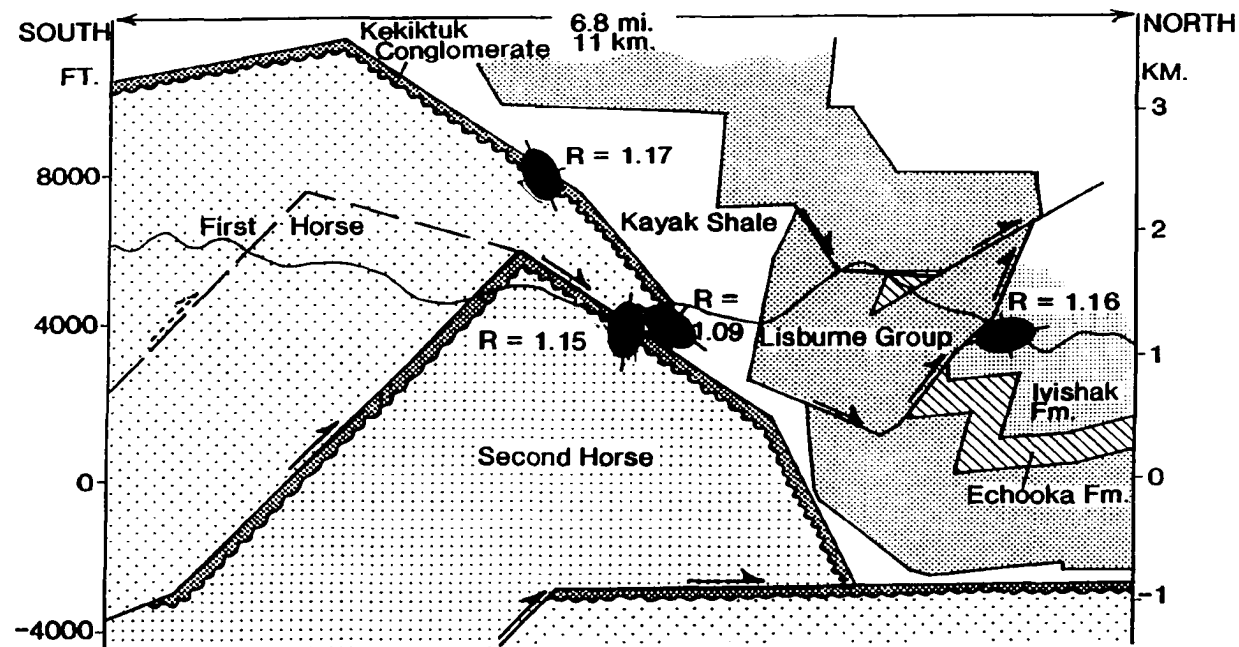 SOUTH
6.8 mi.
11 km.
NORTH
FT.
KM.
Kekiktuk
Conglomerate
3
8000
R = 1.17
First Horse
Kayak Shale
2
R =
1.09
R = 1.16
4000
R = 1.15
Lisburne Group
1
Ivishak
Fm.
Second Horse
0
0
Echooka Fm.
-1
-4000